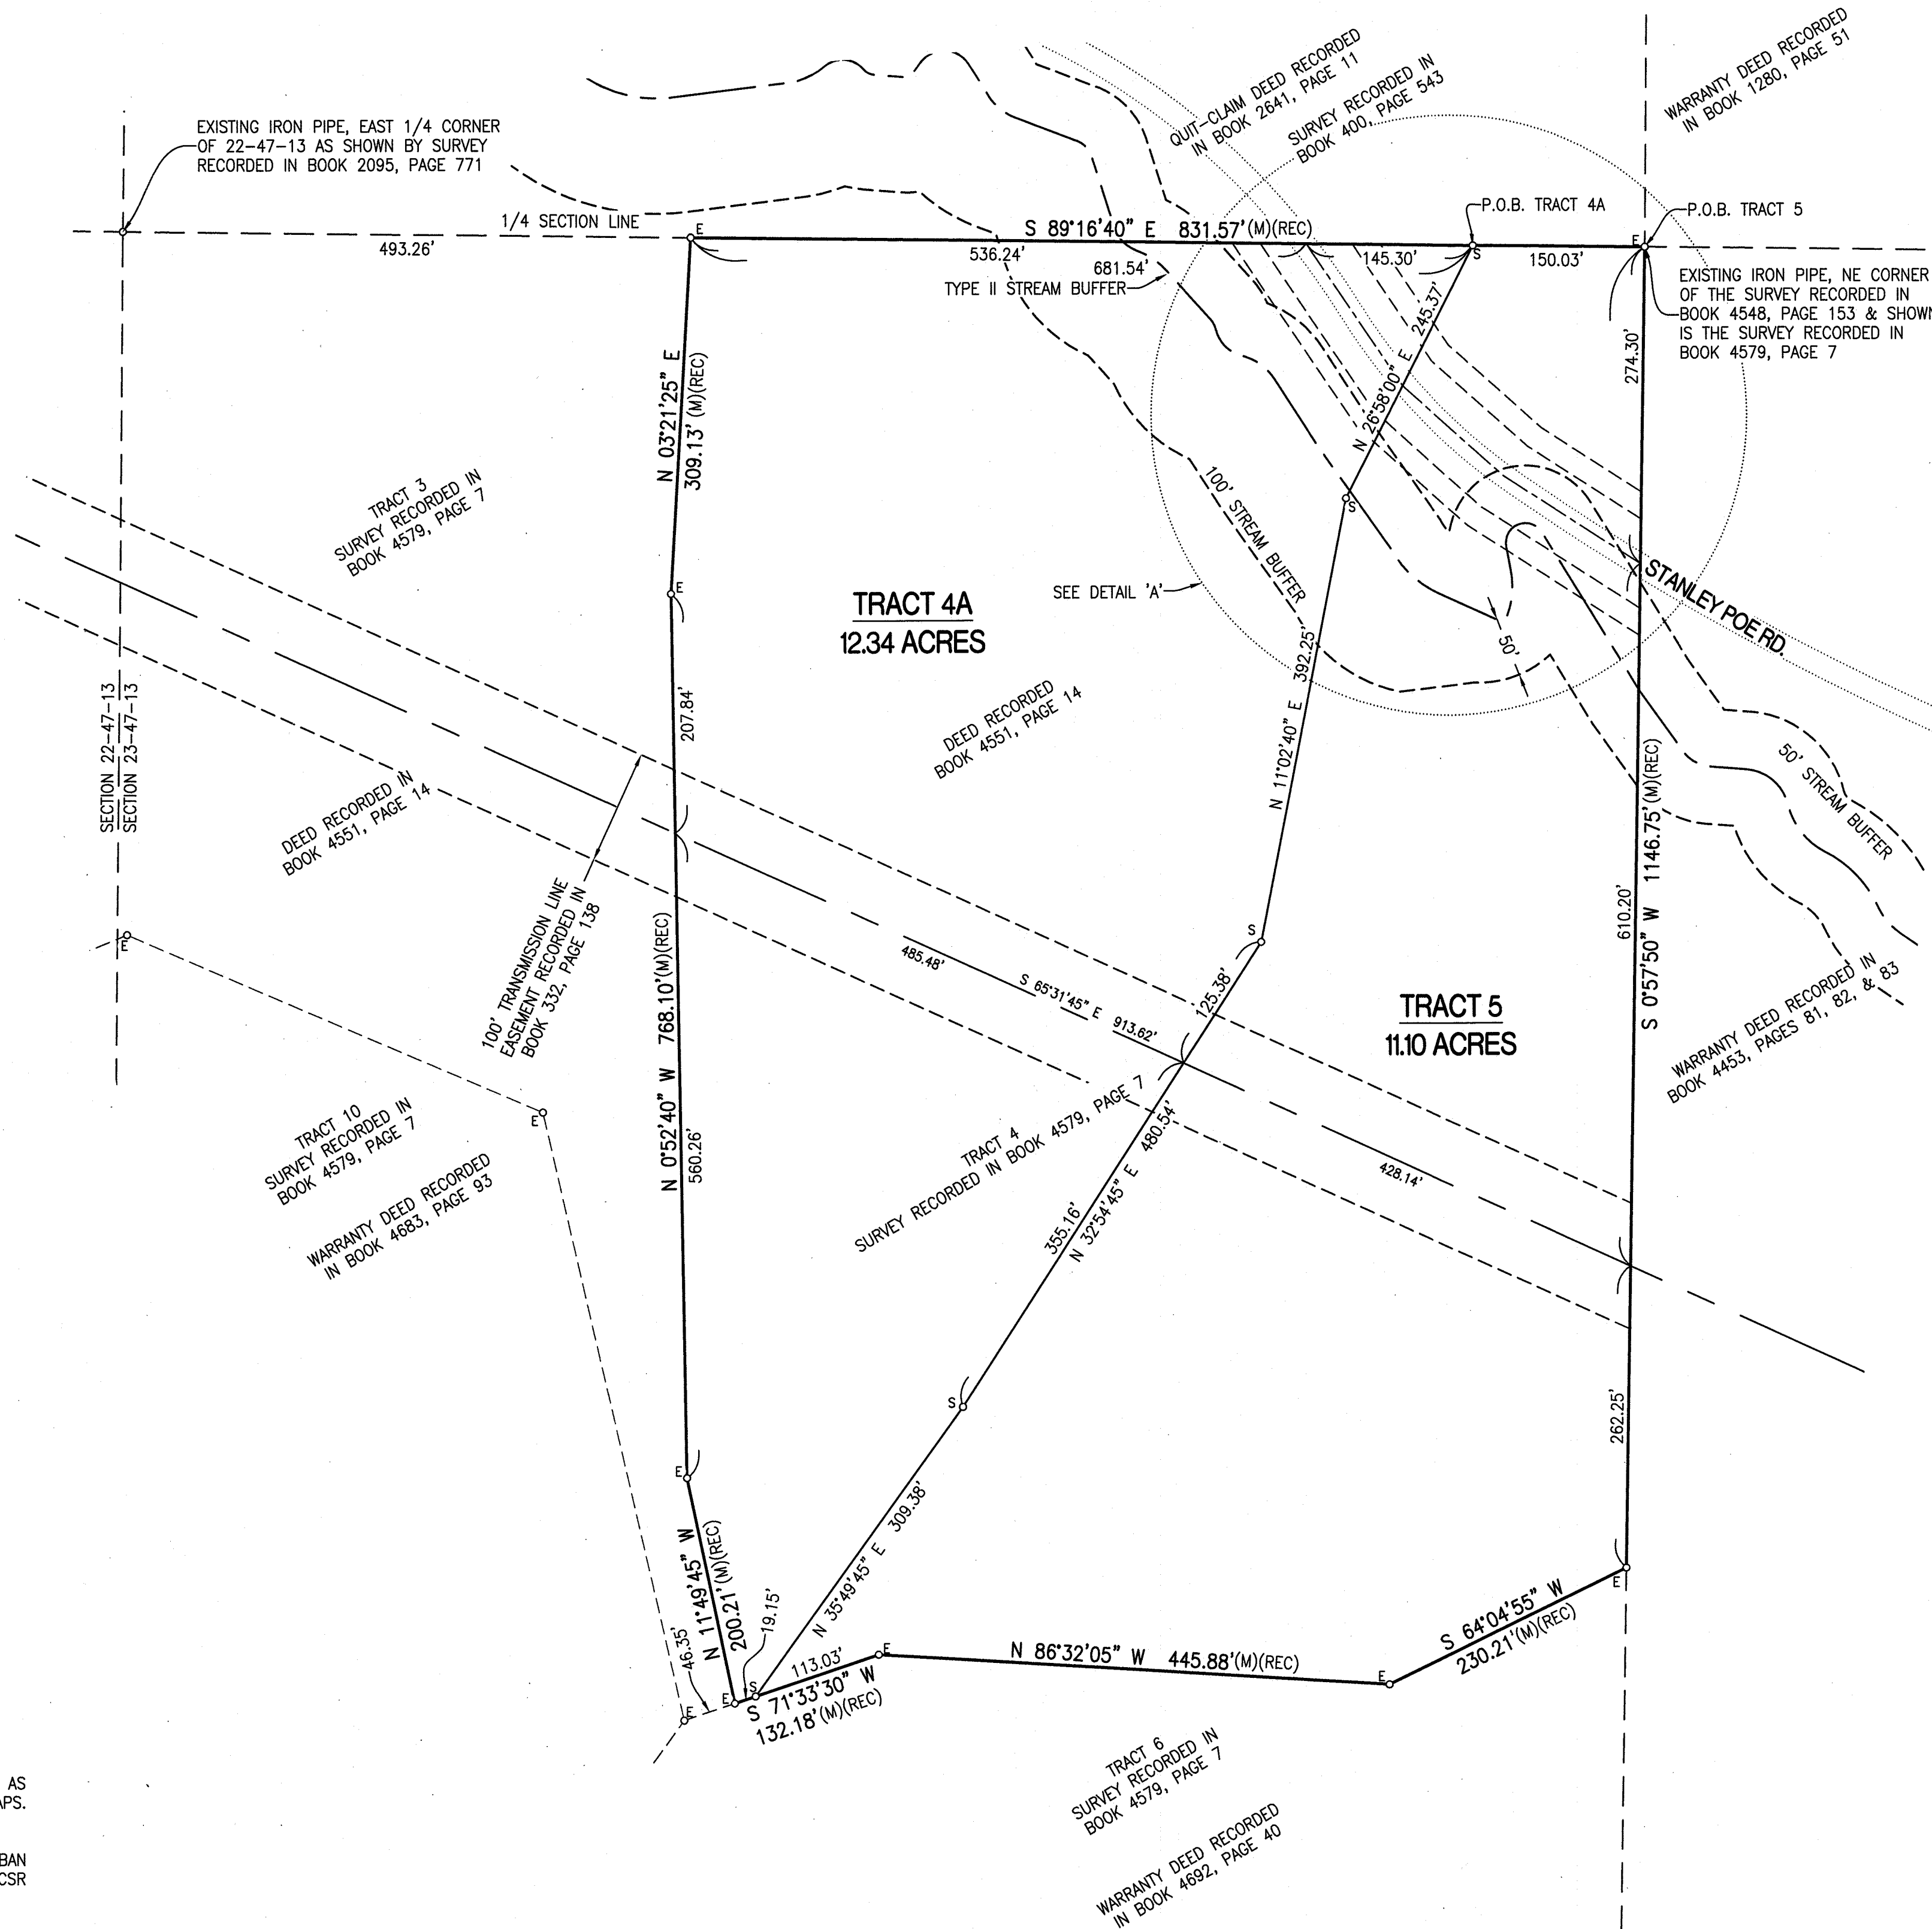 WARRANTY DEED RECORDED
IN BOOK 1280, PAGE 51
QUIT-CLAIM DEED RECORDED
IN BOOK 2641, PAGE 11
SURVEY RECORDED IN
BOOK 400, PAGE 543
EXISTING IRON PIPE, EAST 1/4 CORNER
OF 22-47-13 AS SHOWN BY SURVEY
RECORDED IN BOOK 2095, PAGE 771
1/4 SECTION LINE
493.26'
E
S 89°16'40" E 831.57'(M)(REC)
536.24'
681.54'
145.30'
150.03'
S
E
P.O.B. TRACT 4A
P.O.B. TRACT 5
TYPE II STREAM BUFFER
EXISTING IRON PIPE, NE CORNER
OF THE SURVEY RECORDED IN
BOOK 4548, PAGE 153 & SHOWN
IS THE SURVEY RECORDED IN
BOOK 4579, PAGE 7
N 03°21'25" E
309.13' (M)(REC)
N 26°58'00" E 245.37'
274.30'
TRACT 3
SURVEY RECORDED IN
BOOK 4579, PAGE 7
S
100' STREAM BUFFER
SEE DETAIL 'A'
E
TRACT 4A
12.34 ACRES
STANLEY POE RD.
50'
SECTION 22-47-13
SECTION 23-47-13
207.84'
DEED RECORDED
BOOK 4551, PAGE 14
N 11°02'40" E 392.25'
50' STREAM BUFFER
DEED RECORDED IN
BOOK 4551, PAGE 14
S 0°57'50" W 1146.75'(M)(REC)
610.20'
100' TRANSMISSION LINE
EASEMENT RECORDED IN
BOOK 332, PAGE 138
E
S
N 0°52'40" W 768.10'(M)(REC)
560.26'
485.48'
S 65°31'45" E 913.62'
125.38'
TRACT 5
11.10 ACRES
WARRANTY DEED RECORDED IN
BOOK 4453, PAGES 81, 82, & 83
E
TRACT 10
SURVEY RECORDED IN
BOOK 4579, PAGE 7
WARRANTY DEED RECORDED
IN BOOK 4683, PAGE 93
TRACT 4
SURVEY RECORDED IN BOOK 4579, PAGE 7
355.16'
N 32°54'45" E 480.54'
428.14'
S
262.25'
E
N 35°49'45" E 309.38'
N 11°49'45" W
200.21'(M)(REC)
46.35'
19.15'
E
E
S
113.03'
S 71°33'30" W
132.18'(M)(REC)
E
N 86°32'05" W 445.88'(M)(REC)
E
S 64°04'55" W
230.21'(M)(REC)
E
TRACT 6
SURVEY RECORDED IN
BOOK 4579, PAGE 7
WARRANTY DEED RECORDED
IN BOOK 4692, PAGE 40
AS
APS.
BAN
CSR